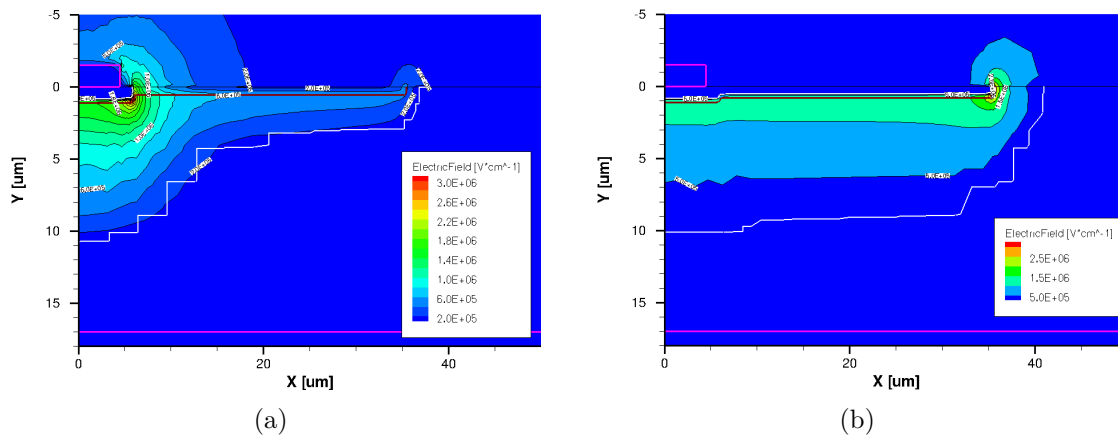 -5
0
5
10
15
Y [um]
0
20
40
X [um]
ElectricField [V*cm^-1]
3.0E+06
2.6E+06
2.2E+06
1.8E+06
1.4E+06
1.0E+06
6.0E+05
2.0E+05
(a)
-5
0
5
10
15
Y [um]
0
20
40
X [um]
ElectricField [V*cm^-1]
2.5E+06
1.5E+06
5.0E+05
(b)